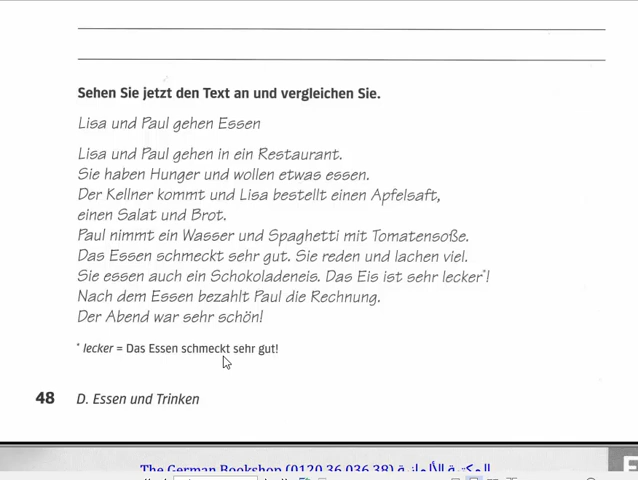 Sehen Sie jetzt den Text an und vergleichen Sie.
Lisa und Paul gehen Essen
Lisa und Paul gehen in ein Restaurant.
Sie haben Hunger und wollen etwas essen.
Der Kellner kommt und Lisa bestellt einen Apfelsaft,
einen Salat und Brot.
Paul nimmt ein Wasser und Spaghetti mit Tomatensoße.
Das Essen schmeckt sehr gut. Sie reden und lachen viel.
Sie essen auch ein Schokoladeneis. Das Eis ist sehr lecker*!
Nach dem Essen bezahlt Paul die Rechnung.
Der Abend war sehr schön!
* lecker = Das Essen schmeckt sehr gut!
48 D. Essen und Trinken
The German Bookshop (0120 36 036 38) المكتبة الألمانية